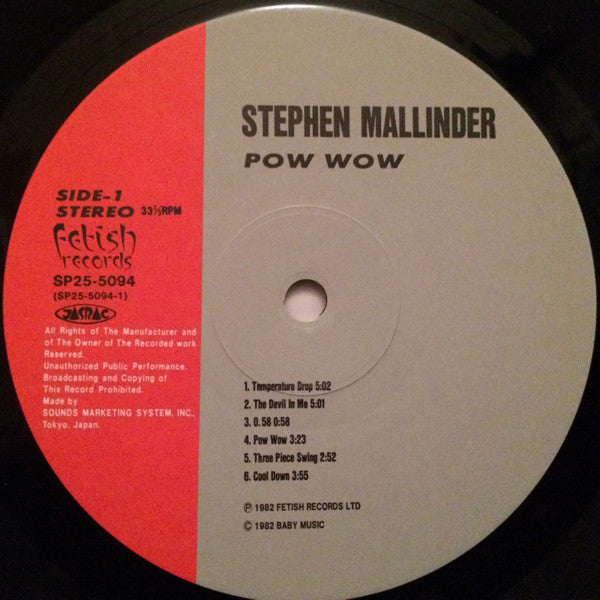 STEPHEN MALLINDER
POW WOW
SIDE-1
STEREO 33⅓RPM
Fetish
records
SP25-5094
(SP25-5094-1)
JASRAC
All Rights of The Manufacturer and
of The Owner of The Recorded work
Reserved.
Unauthorized Public Performance.
Broadcasting and Copying of
This Record Prohibited.
Made by
SOUNDS MARKETING SYSTEM, INC.,
Tokyo, Japan.
1. Temperature Drop 5:02
2. The Devil In Me 5:01
3. 0.58 0:58
4. Pow Wow 3:23
5. Three Piece Swing 2:52
6. Cool Down 3:55
Ⓟ 1982 FETISH RECORDS LTD
© 1982 BABY MUSIC